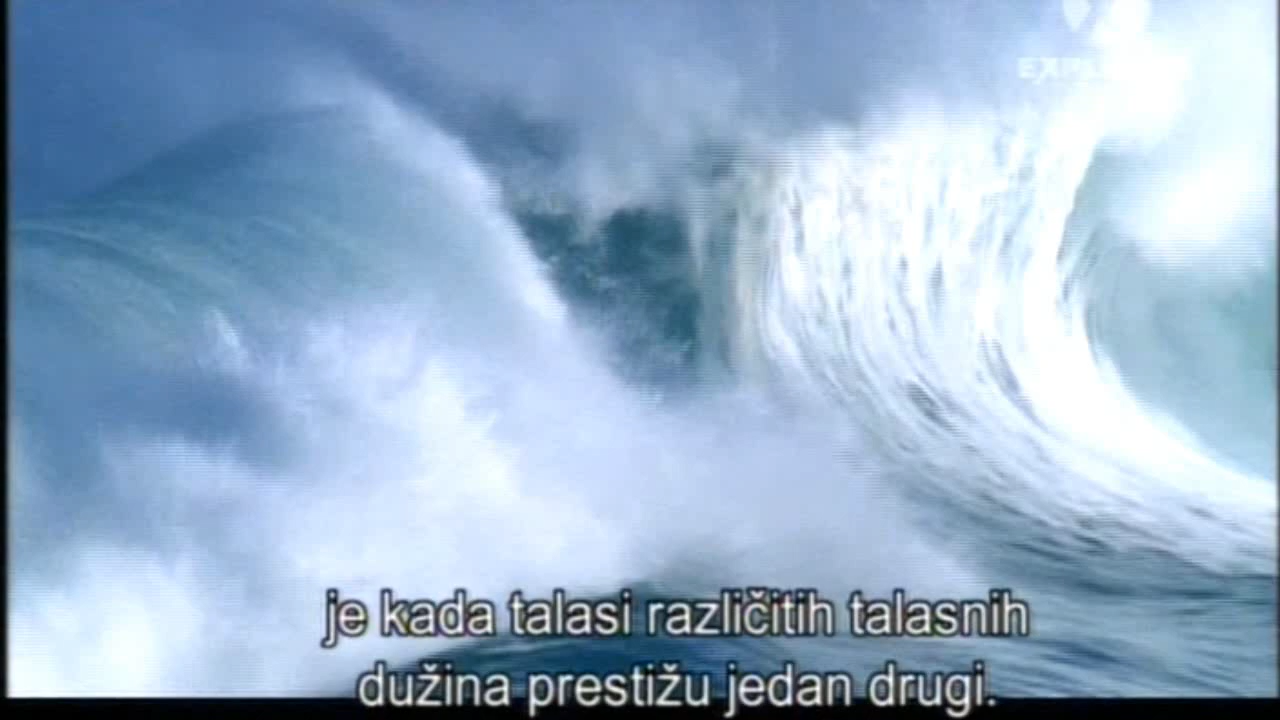 je kada talasi različitih talasnih
dužina prestižu jedan drugi.